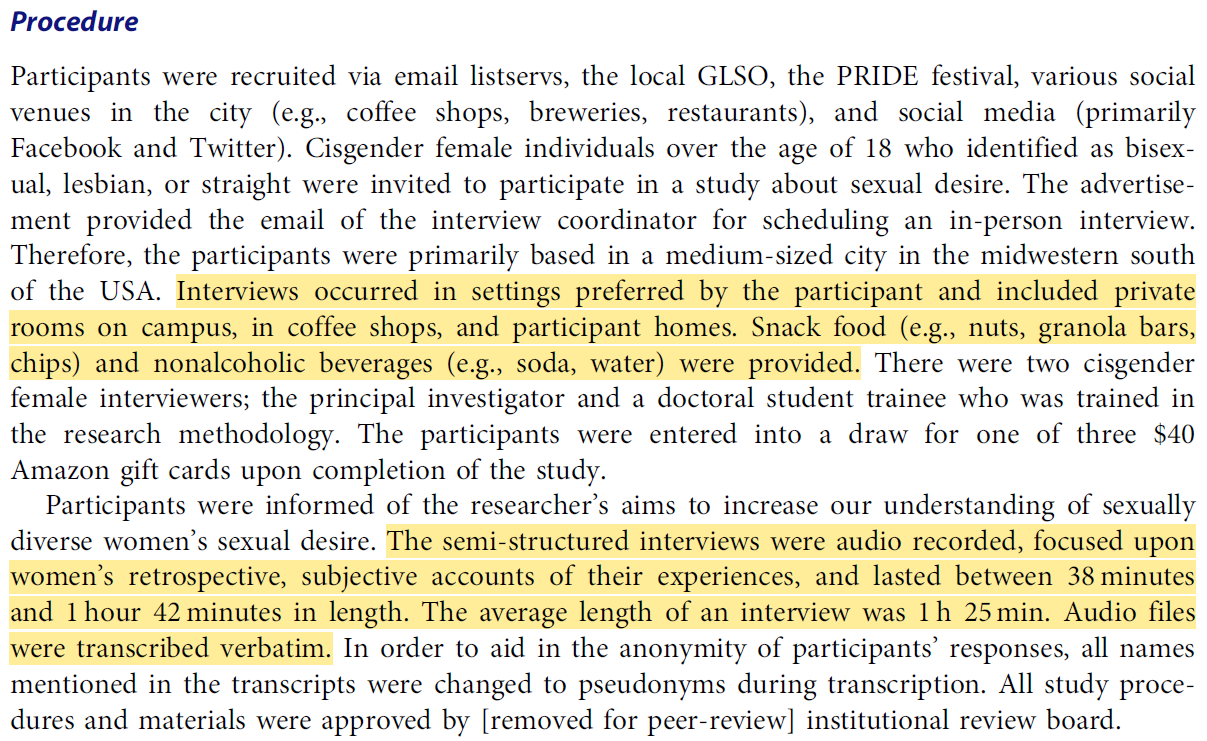 Procedure
Participants were recruited via email listservs, the local GLSO, the PRIDE festival, various social
venues in the city (e.g., coffee shops, breweries, restaurants), and social media (primarily
Facebook and Twitter). Cisgender female individuals over the age of 18 who identified as bisex-
ual, lesbian, or straight were invited to participate in a study about sexual desire. The advertise-
ment provided the email of the interview coordinator for scheduling an in-person interview.
Therefore, the participants were primarily based in a medium-sized city in the midwestern south
of the USA. Interviews occurred in settings preferred by the participant and included private
rooms on campus, in coffee shops, and participant homes. Snack food (e.g., nuts, granola bars,
chips) and nonalcoholic beverages (e.g., soda, water) were provided. There were two cisgender
female interviewers; the principal investigator and a doctoral student trainee who was trained in
the research methodology. The participants were entered into a draw for one of three $40
Amazon gift cards upon completion of the study.
Participants were informed of the researcher's aims to increase our understanding of sexually
diverse women's sexual desire. The semi-structured interviews were audio recorded, focused upon
women's retrospective, subjective accounts of their experiences, and lasted between 38 minutes
and 1 hour 42 minutes in length. The average length of an interview was 1 h 25 min. Audio files
were transcribed verbatim. In order to aid in the anonymity of participants' responses, all names
mentioned in the transcripts were changed to pseudonyms during transcription. All study proce-
dures and materials were approved by [removed for peer-review] institutional review board.